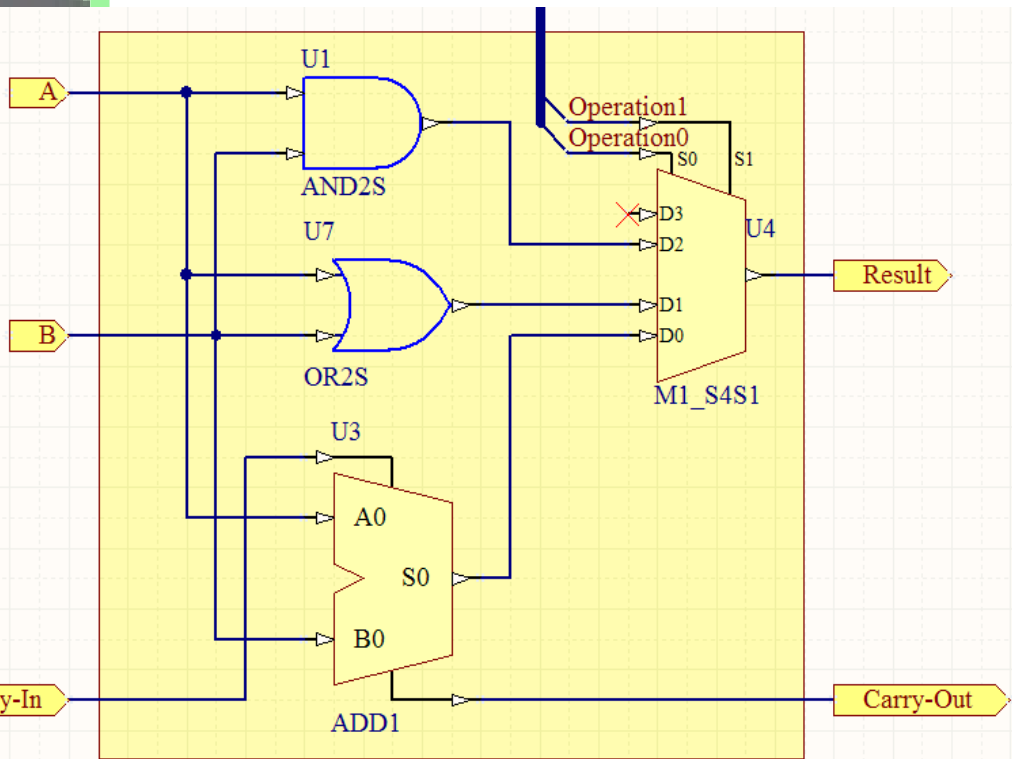 U1
A
Operation1
Operation0
S0
S1
AND2S
D3
U7
U4
D2
Result
D1
B
D0
OR2S
M1_S4S1
U3
A0
S0
B0
y-In
Carry-Out
ADD1